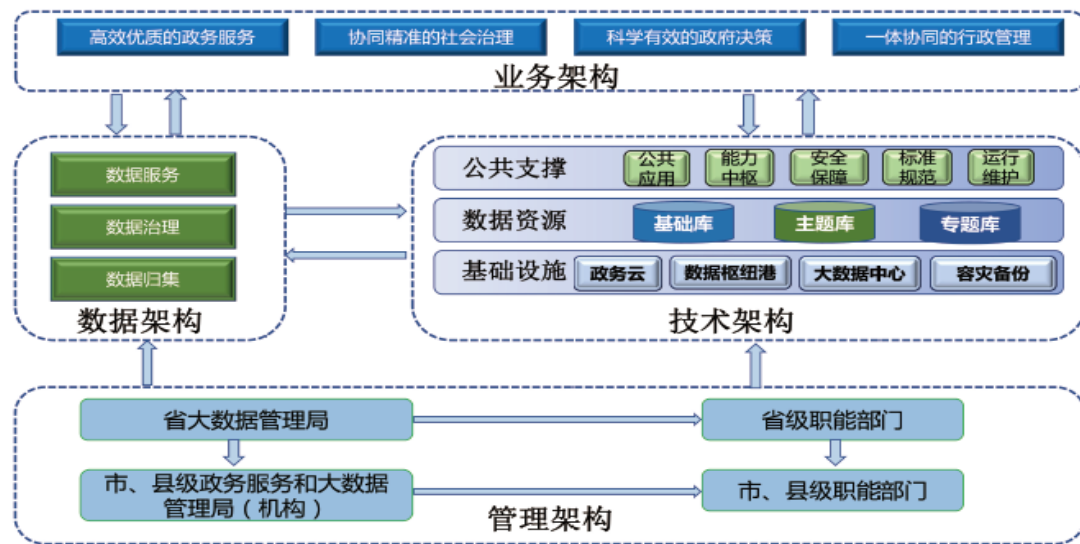 高效优质的政务服务
协同精准的社会治理
科学有效的政府决策
一体协同的行政管理
业务架构
数据服务
数据治理
数据归集
数据架构
公共支撑
公共
应用
能力
中枢
安全
保障
标准
规范
运行
维护
数据资源
基础库
主题库
专题库
基础设施
政务云
数据枢纽港
大数据中心
容灾备份
技术架构
省大数据管理局
省级职能部门
市、县级政务服务和大数据
管理局（机构）
市、县级职能部门
管理架构